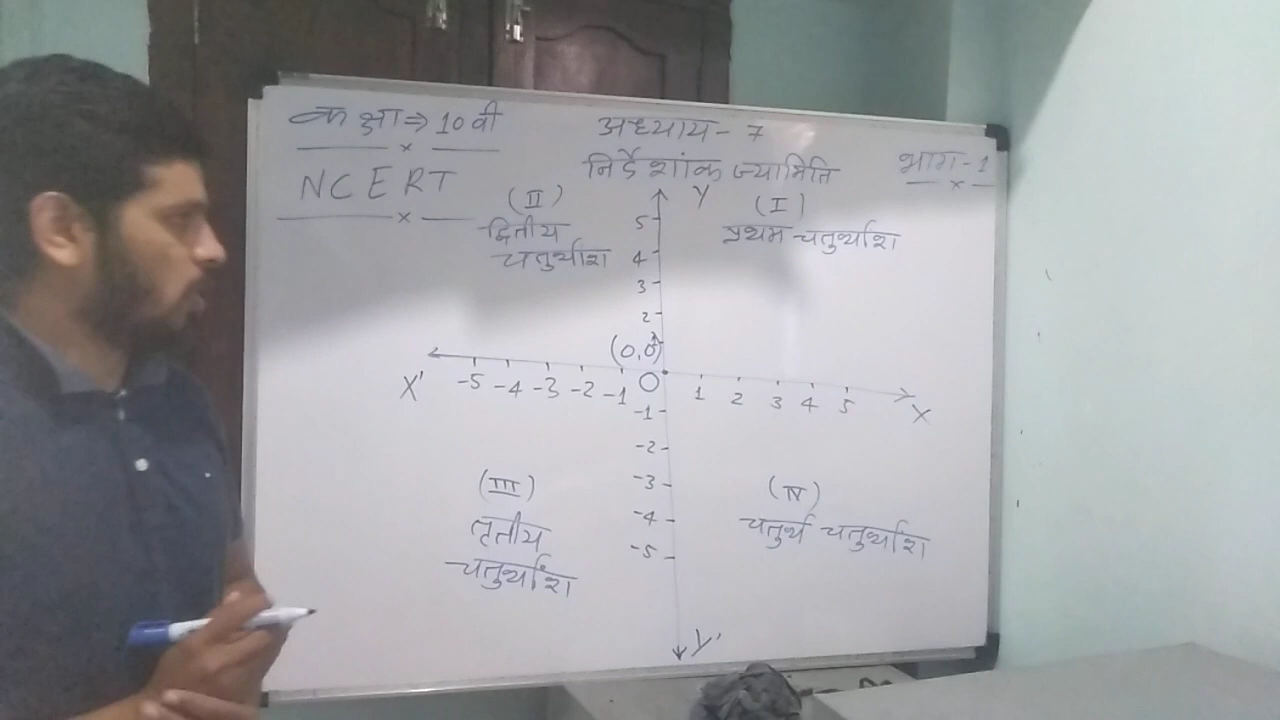 कक्षा⇒10वी
अध्याय-7
भाग-1
NCERT
निर्देशांक ज्यामिति
(II)
द्वितीय
चतुर्थांश
Y
(I)
प्रथम चतुर्थांश
5
4
3
2
1
(0,0)
X' -5 -4 -3 -2 -1 O 1 2 3 4 5 X
-1
-2
-3
-4
-5
(III)
तृतीय
चतुर्थांश
(IV)
चतुर्थ चतुर्थांश
Y'